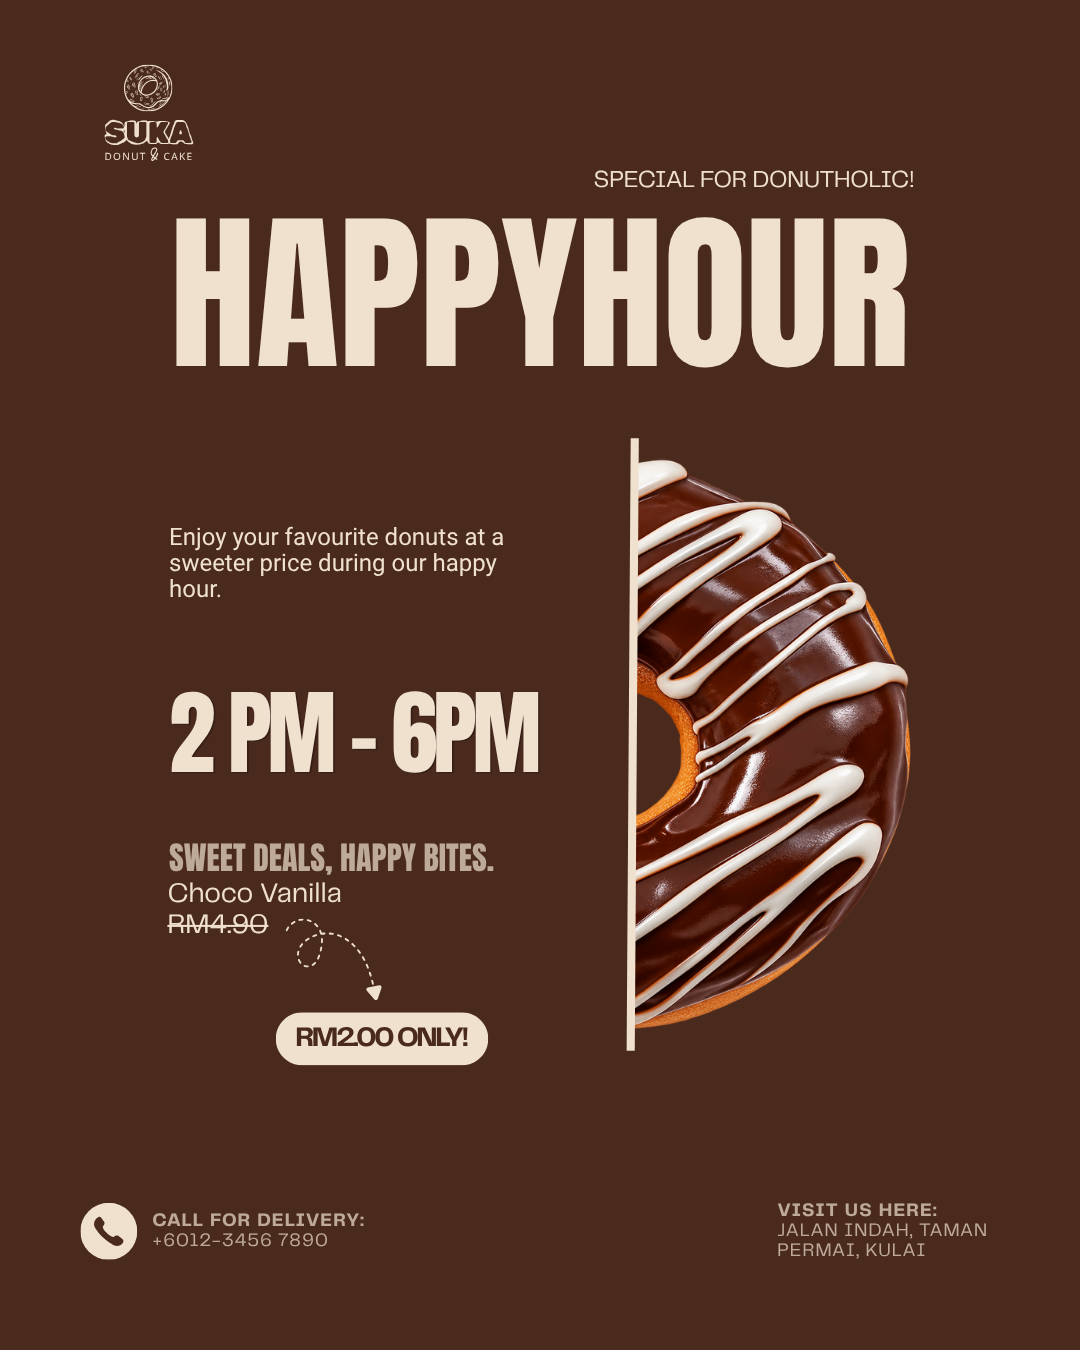 SUKA
DONUT & CAKE
SPECIAL FOR DONUTHOLIC!
HAPPYHOUR
Enjoy your favourite donuts at a
sweeter price during our happy
hour.
2 PM - 6PM
SWEET DEALS, HAPPY BITES.
Choco Vanilla
RM4.90
RM2.00 ONLY!
CALL FOR DELIVERY:
+6012-3456 7890
VISIT US HERE:
JALAN INDAH, TAMAN
PERMAI, KULAI